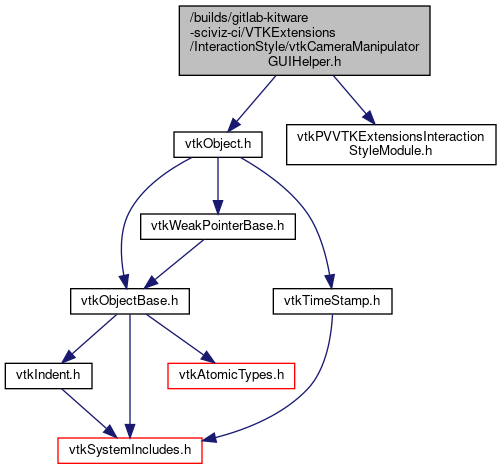 /builds/gitlab-kitware
-sciviz-ci/VTKExtensions
/InteractionStyle/vtkCameraManipulator
GUIHelper.h
vtkObject.h
vtkPVVTKExtensionsInteraction
StyleModule.h
vtkWeakPointerBase.h
vtkObjectBase.h
vtkTimeStamp.h
vtkIndent.h
vtkAtomicTypes.h
vtkSystemIncludes.h